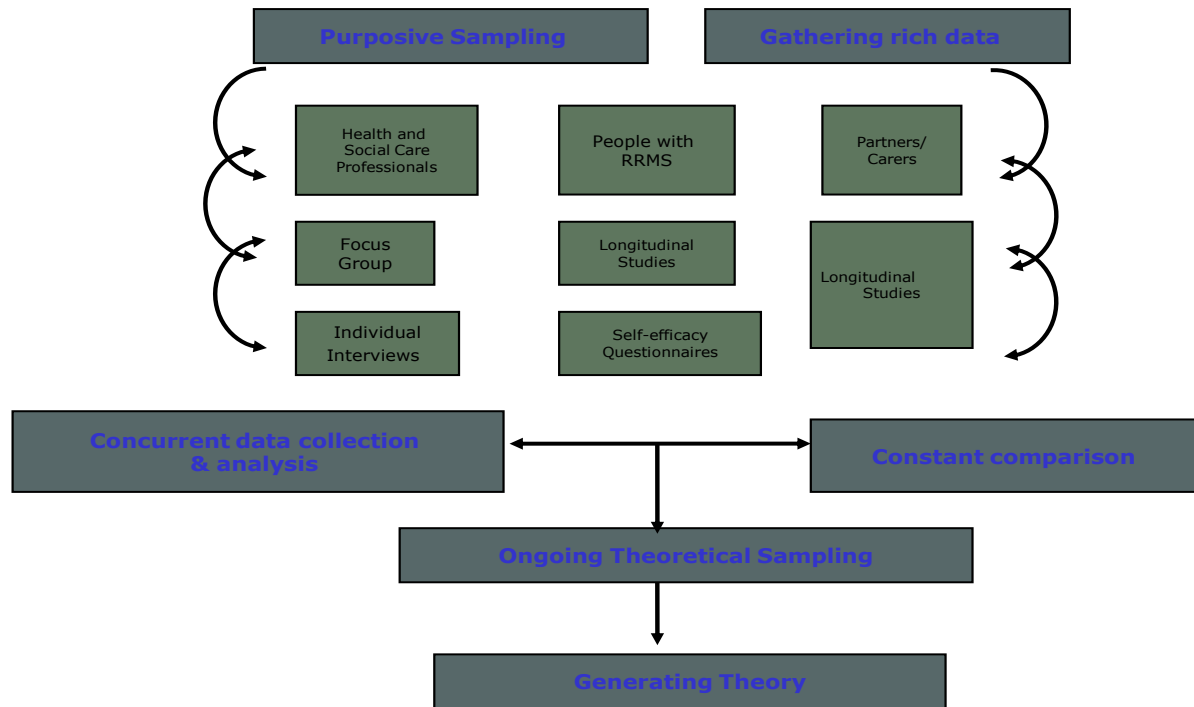 Purposive Sampling
Gathering rich data
Health and
Social Care
Professionals
People with
RRMS
Partners/
Carers
Focus
Group
Longitudinal
Studies
Longitudinal
Studies
Individual
Interviews
Self-efficacy
Questionnaires
Concurrent data collection
& analysis
Constant comparison
Ongoing Theoretical Sampling
Generating Theory